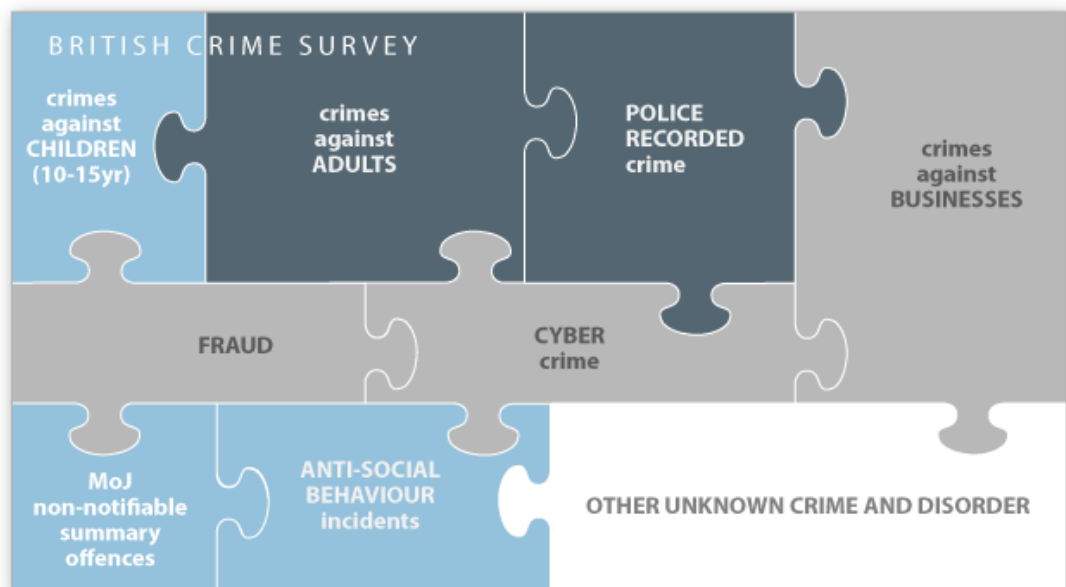 BRITISH CRIME SURVEY
crimes
against
CHILDREN
(10-15yr)
crimes
against
ADULTS
POLICE
RECORDED
crime
crimes
against
BUSINESSES
FRAUD
CYBER
crime
MoJ
non-notifiable
summary
offences
ANTI-SOCIAL
BEHAVIOUR
incidents
OTHER UNKNOWN CRIME AND DISORDER